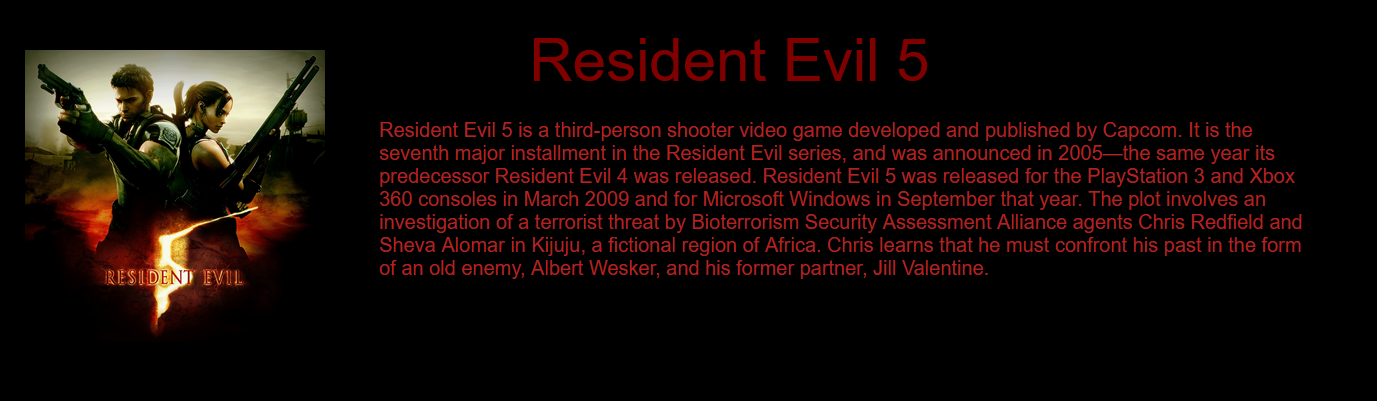 Resident Evil 5
Resident Evil 5 is a third-person shooter video game developed and published by Capcom. It is the
seventh major installment in the Resident Evil series, and was announced in 2005—the same year its
predecessor Resident Evil 4 was released. Resident Evil 5 was released for the PlayStation 3 and Xbox
360 consoles in March 2009 and for Microsoft Windows in September that year. The plot involves an
investigation of a terrorist threat by Bioterrorism Security Assessment Alliance agents Chris Redfield and
Sheva Alomar in Kijuju, a fictional region of Africa. Chris learns that he must confront his past in the form
of an old enemy, Albert Wesker, and his former partner, Jill Valentine.
RESIDENT EVIL
5